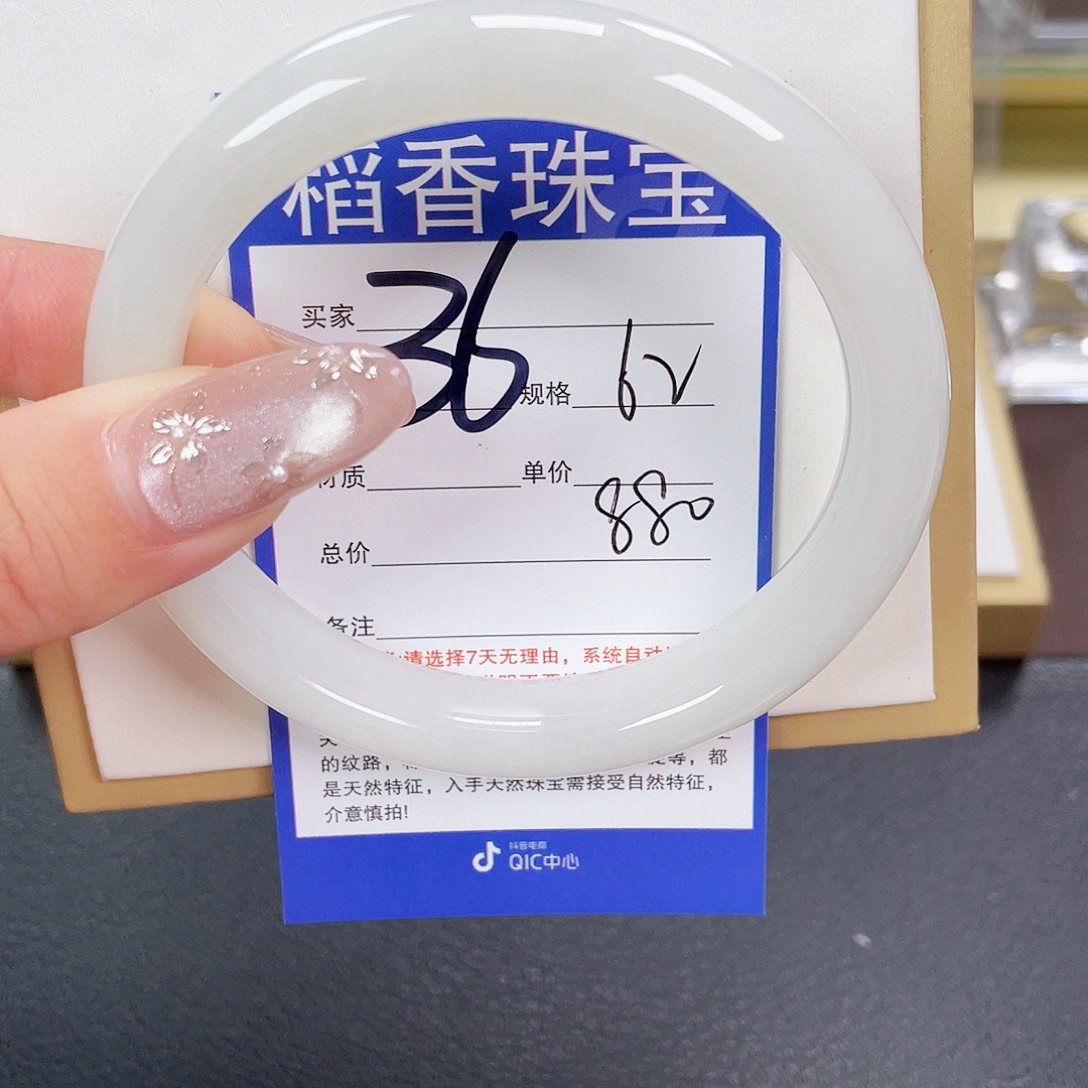 稻香珠宝
买家 36
规格 62
材质 单价 880
总价
备注
请选择7天无理由，系统自动
的纹路， 等，都
是天然特征，入手天然珠宝需接受自然特征，
介意慎拍!
抖音电商
QIC中心